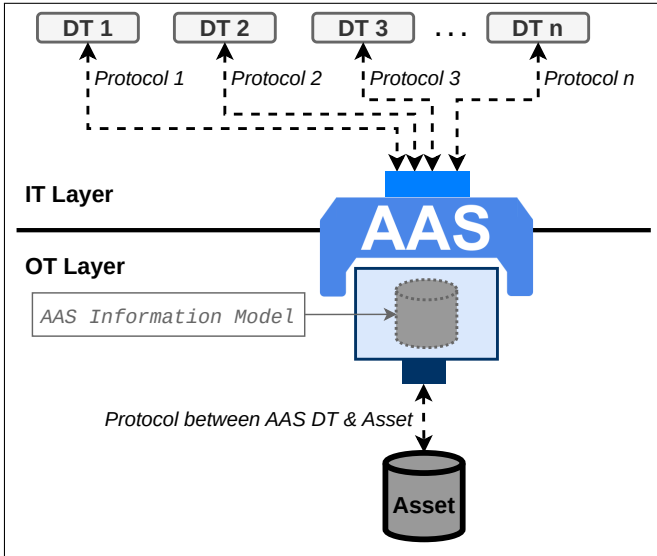 DT 1 DT 2 DT 3 ... DT n
Protocol 1 Protocol 2 Protocol 3 Protocol n
IT Layer
AAS
OT Layer
AAS Information Model
Protocol between AAS DT & Asset
Asset